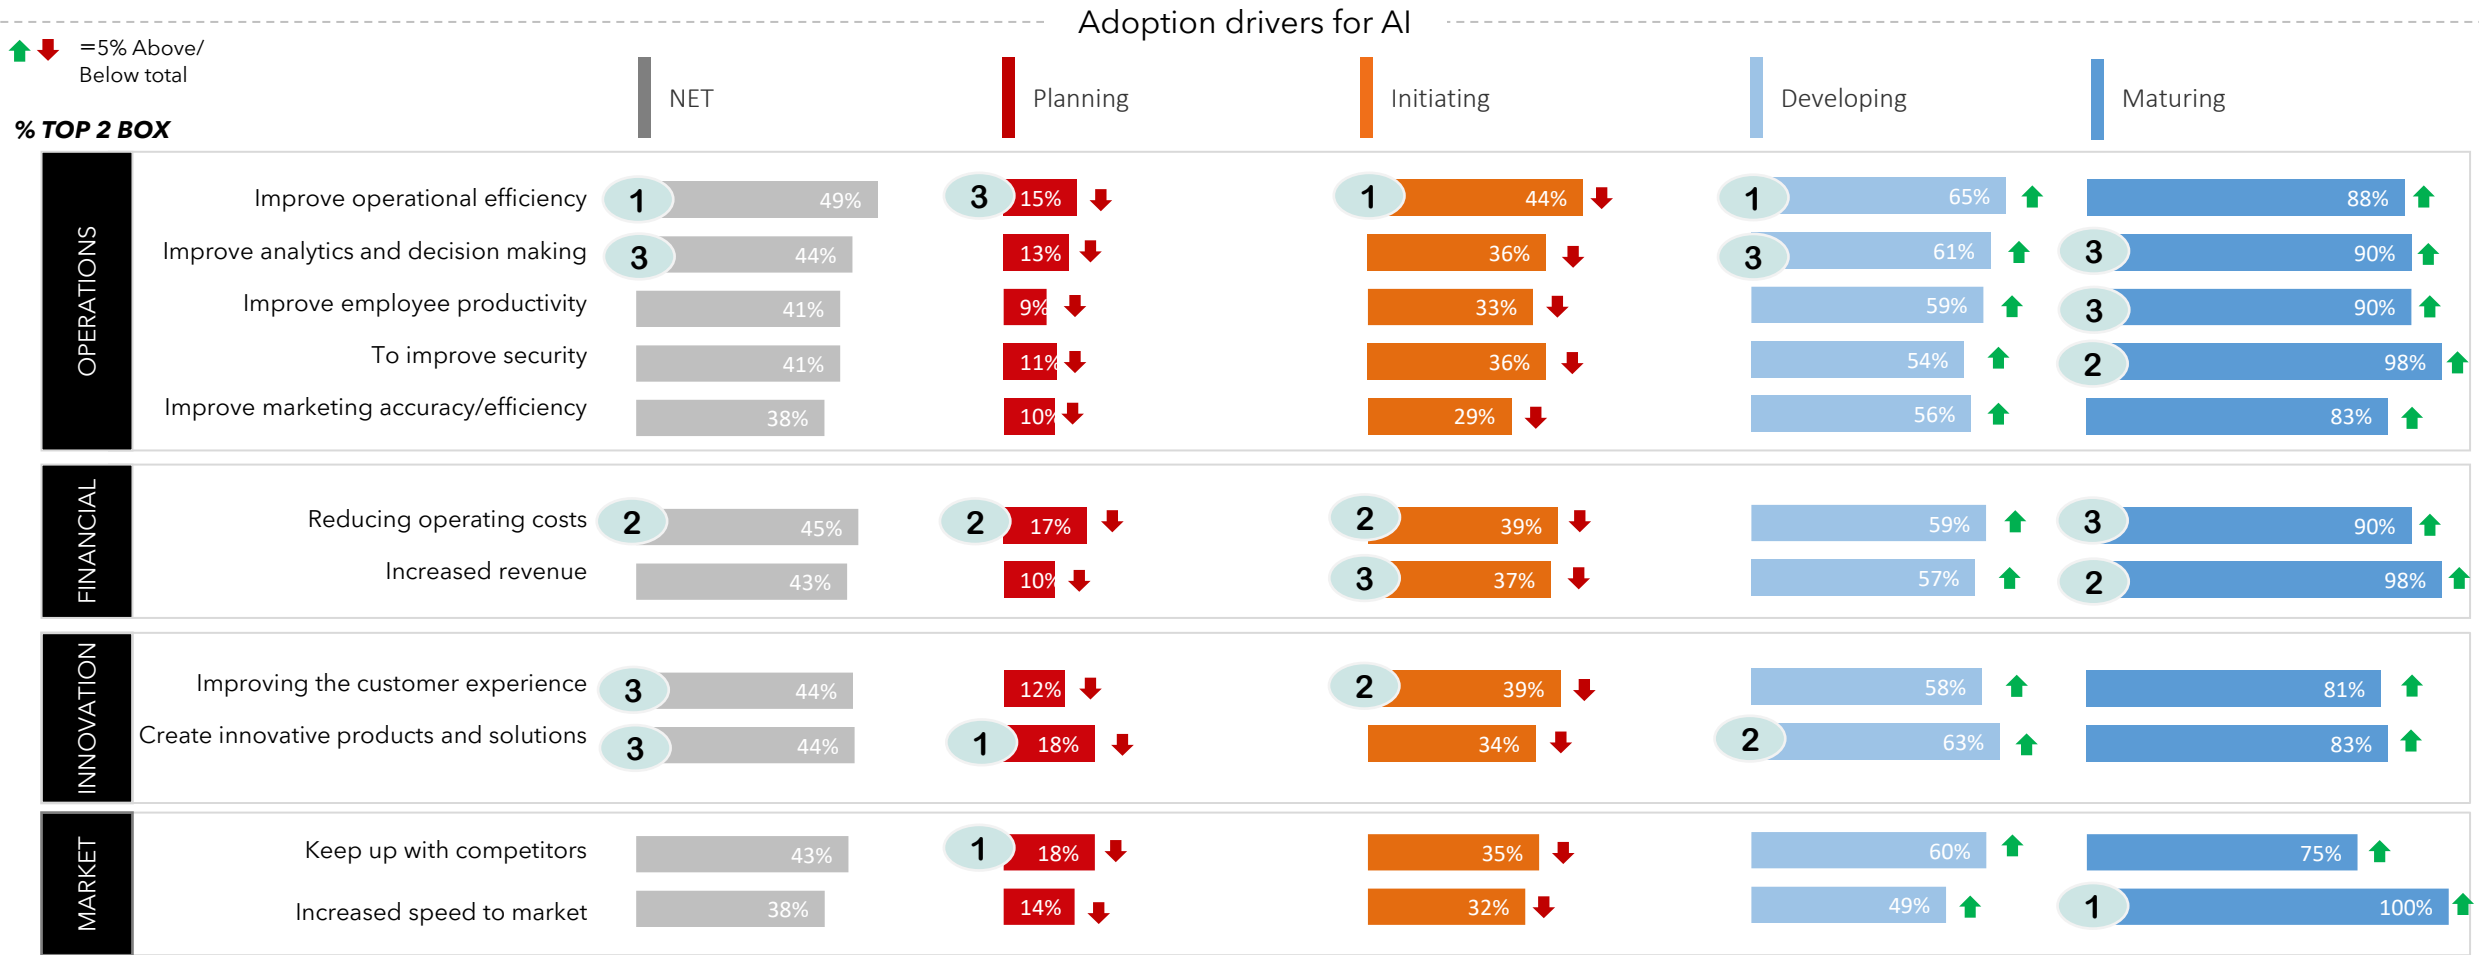 Adoption drivers for AI
=5% Above/
Below total
NET
Planning
Initiating
Developing
Maturing
% TOP 2 BOX
OPERATIONS
Improve operational efficiency 1 49% 3 15% 1 44% 1 65% 88%
Improve analytics and decision making 3 44% 13% 36% 3 61% 3 90%
Improve employee productivity 41% 9% 33% 59% 3 90%
To improve security 41% 11% 36% 54% 2 98%
Improve marketing accuracy/efficiency 38% 10% 29% 56% 83%
FINANCIAL
Reducing operating costs 2 45% 2 17% 2 39% 59% 3 90%
Increased revenue 43% 10% 3 37% 57% 2 98%
INNOVATION
Improving the customer experience 3 44% 12% 2 39% 58% 81%
Create innovative products and solutions 3 44% 1 18% 34% 2 63% 83%
MARKET
Keep up with competitors 43% 1 18% 35% 60% 75%
Increased speed to market 38% 14% 32% 49% 1 100%